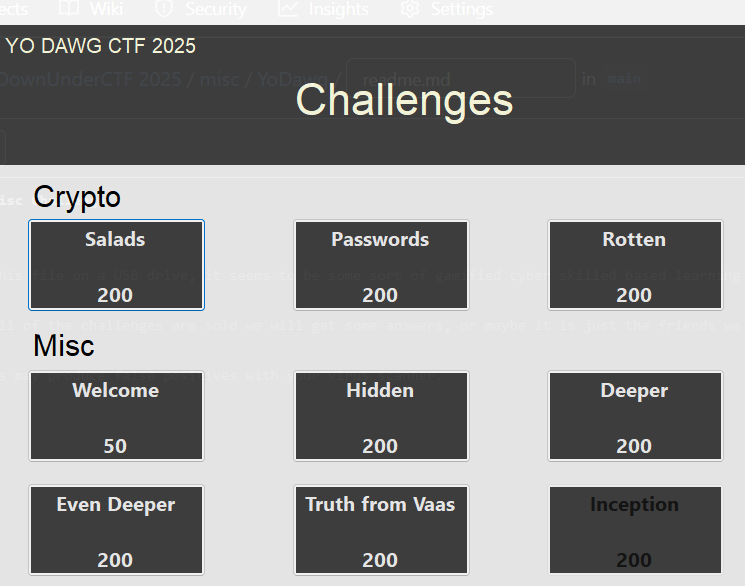 ects Wiki Security Insights Settings
YO DAWG CTF 2025
DownUnderCTF 2025 / misc / YoDawg / readme.md in main
Challenges
Crypto
Salads Passwords Rotten
200 200 200
Misc
Welcome Hidden Deeper
50 200 200
Even Deeper Truth from Vaas Inception
200 200 200